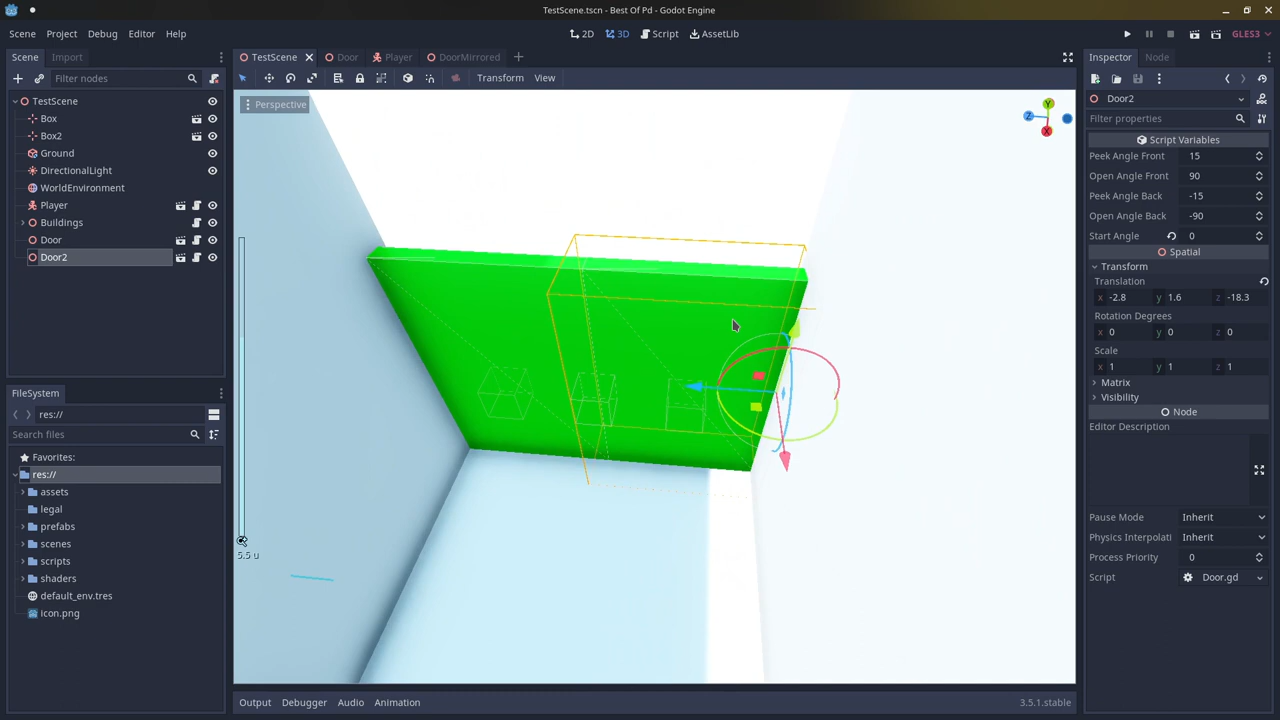 TestScene.tscn - Best Of Pd - Godot Engine
Scene Project Debug Editor Help
2D 3D Script AssetLib
GLES3
Scene Import
TestScene Door Player DoorMirrored
Inspector Node
Filter nodes
Transform View
TestScene
Box
Box2
Ground
DirectionalLight
WorldEnvironment
Player
Buildings
Door
Door2
Perspective
Y
Z
X
5.5 u
FileSystem
res://
Search files
Favorites:
res://
assets
legal
prefabs
scenes
scripts
shaders
default_env.tres
icon.png
Output Debugger Audio Animation
3.5.1.stable
Door2
Filter properties
Script Variables
Peek Angle Front 15
Open Angle Front 90
Peek Angle Back -15
Open Angle Back -90
Start Angle 0
Spatial
Transform
Translation
x -2.8 y 1.6 z -18.3
Rotation Degrees
x 0 y 0 z 0
Scale
x 1 y 1 z 1
Matrix
Visibility
Node
Editor Description
Pause Mode Inherit
Physics Interpolati Inherit
Process Priority 0
Script Door.gd